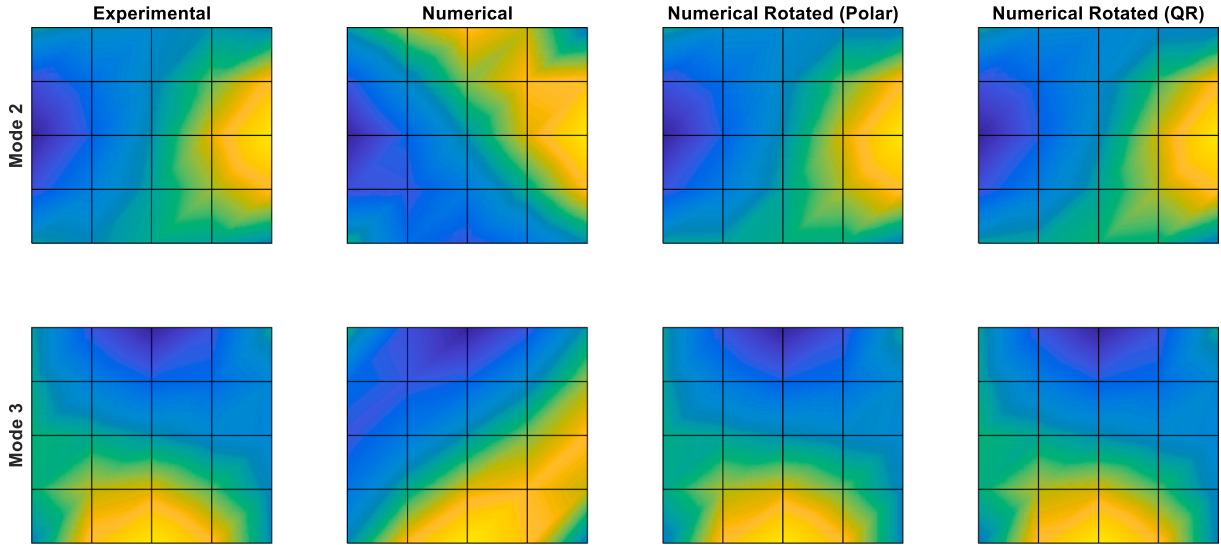 Experimental
Numerical
Numerical Rotated (Polar)
Numerical Rotated (QR)
Mode 2
Mode 3